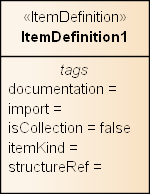 «ItemDefinition»
ItemDefinition1
tags
documentation =
import =
isCollection = false
itemKind =
structureRef =